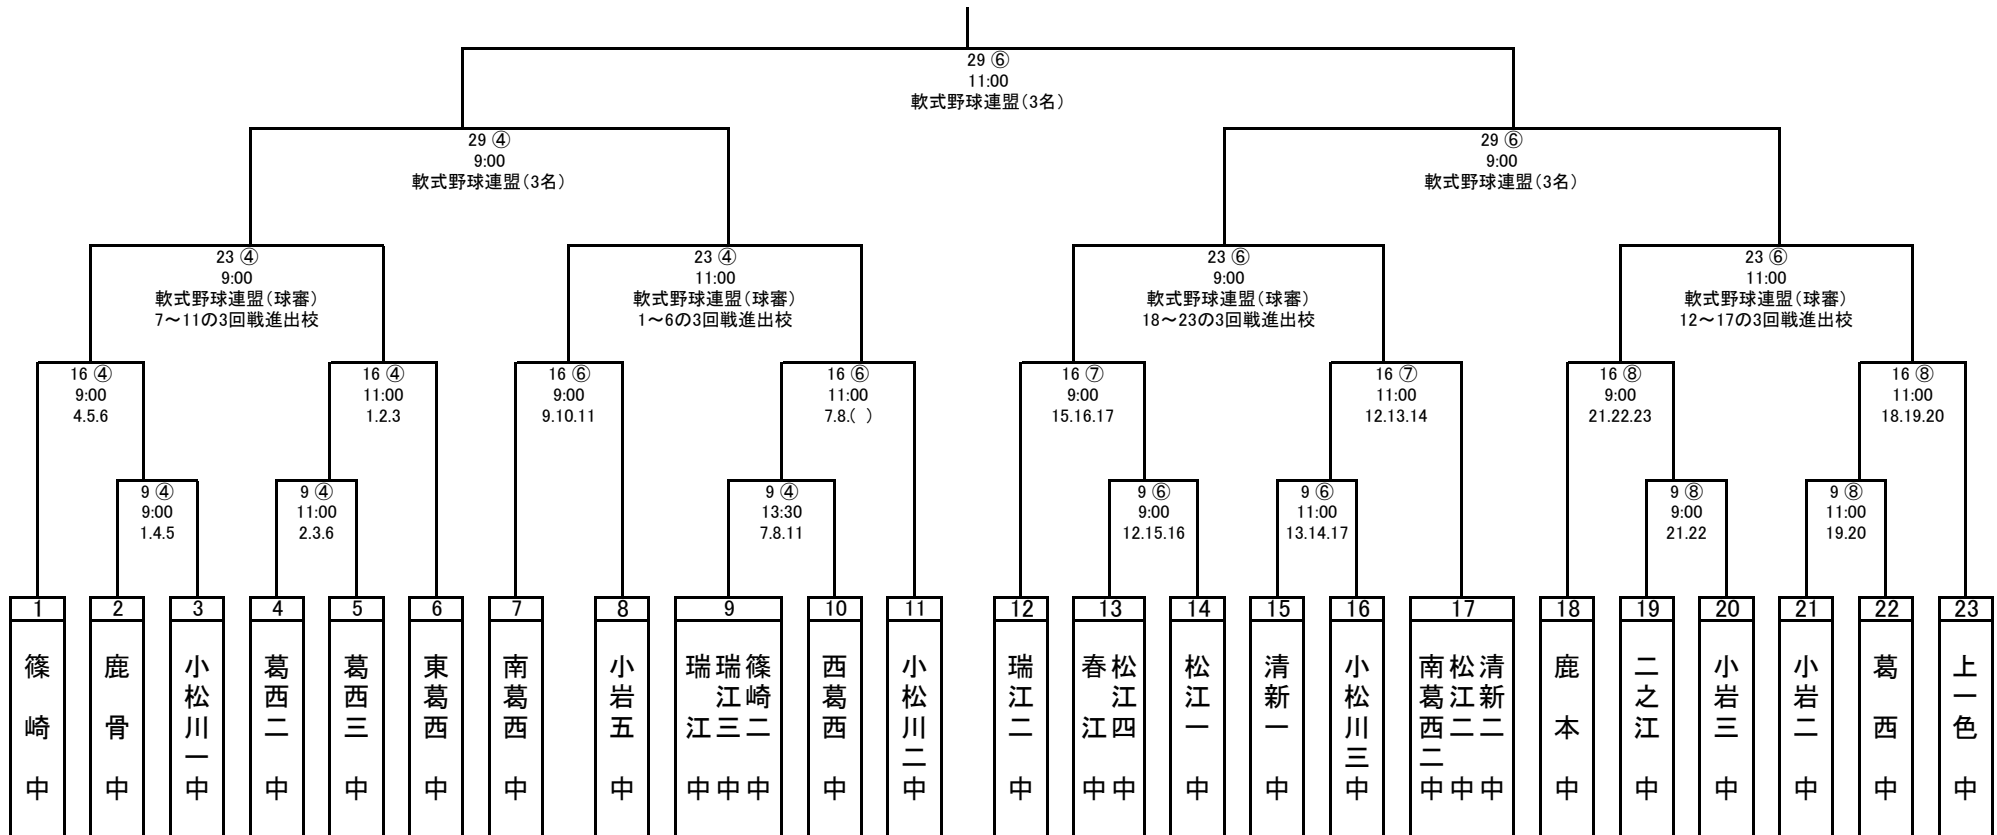 29 ⑥
11:00
軟式野球連盟（3名）
29 ④
9:00
軟式野球連盟（3名）
29 ⑥
9:00
軟式野球連盟（3名）
23 ④
9:00
軟式野球連盟（球審）
7～11の3回戦進出校
23 ④
11:00
軟式野球連盟（球審）
1～6の3回戦進出校
23 ⑥
9:00
軟式野球連盟（球審）
18～23の3回戦進出校
23 ⑥
11:00
軟式野球連盟（球審）
12～17の3回戦進出校
16 ④
9:00
4.5.6
16 ④
11:00
1.2.3
16 ⑥
9:00
9.10.11
16 ⑥
11:00
7.8.(　)
16 ⑦
9:00
15.16.17
16 ⑦
11:00
12.13.14
16 ⑧
9:00
21.22.23
16 ⑧
11:00
18.19.20
9 ④
9:00
1.4.5
9 ④
11:00
2.3.6
9 ④
13:30
7.8.11
9 ⑥
9:00
12.15.16
9 ⑥
11:00
13.14.17
9 ⑧
9:00
21.22
9 ⑧
11:00
19.20
1
篠崎中
2
鹿骨中
3
小松川一中
4
葛西二中
5
葛西三中
6
東葛西中
7
南葛西中
8
小岩五中
9
篠崎二中
瑞江三中
瑞江中
10
西葛西中
11
小松川二中
12
瑞江二中
13
松江四中
春江中
14
松江一中
15
清新一中
16
小松川三中
17
清新二中
松江二中
南葛西二中
18
鹿本中
19
二之江中
20
小岩三中
21
小岩二中
22
葛西中
23
上一色中